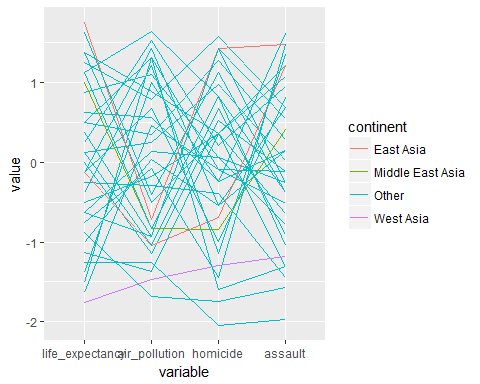 continent
East Asia
Middle East Asia
Other
West Asia
value
1
0
-1
-2
life_expectancy
air_pollution
homicide
assault
variable